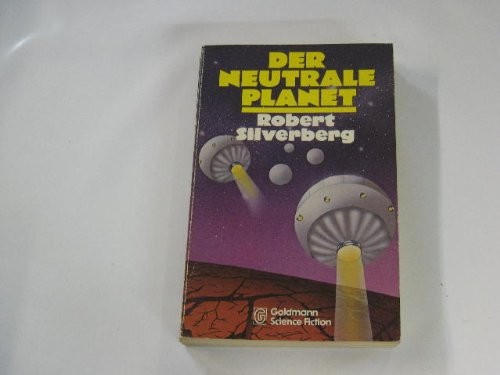 DER
NEUTRALE
PLANET
Robert
Silverberg
G Goldmann
Science Fiction